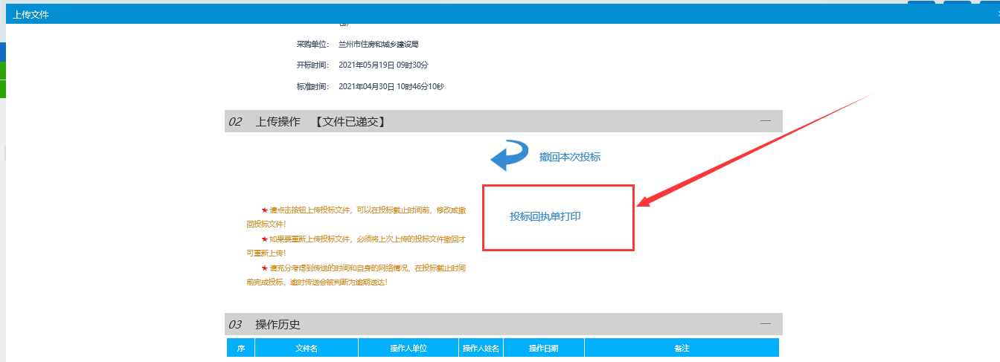 上传文件
采购单位： 兰州市住房和城乡建设局
开标时间： 2021年05月19日 09时30分
标准时间： 2021年04月30日 10时46分10秒
02 上传操作 【文件已递交】
撤回本次投标
投标回执单打印
★ 请点击按钮上传投标文件，可以在投标截止时间前，修改或撤
回投标文件！
★ 如果要重新上传投标文件，必须将上次上传的投标文件撤回才
可重新上传！
★ 请充分考虑到传送的时间和自身的网络情况，在投标截止时间
前完成投标，逾时传送会被判断为逾期送达！
03 操作历史
序 文件名 操作人单位 操作人姓名 操作日期 备注